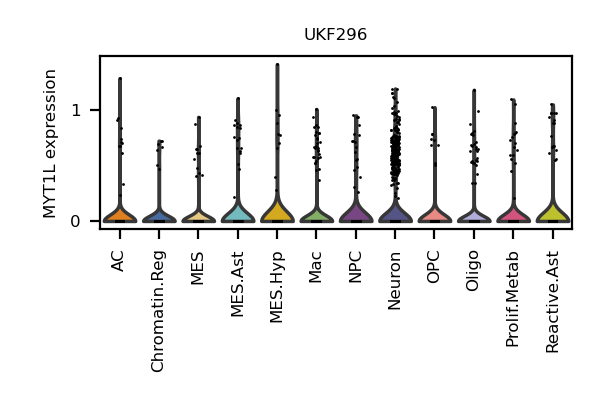 UKF296
MYT1L expression
1
0
AC
Chromatin.Reg
MES
MES.Ast
MES.Hyp
Mac
NPC
Neuron
OPC
Oligo
Prolif.Metab
Reactive.Ast